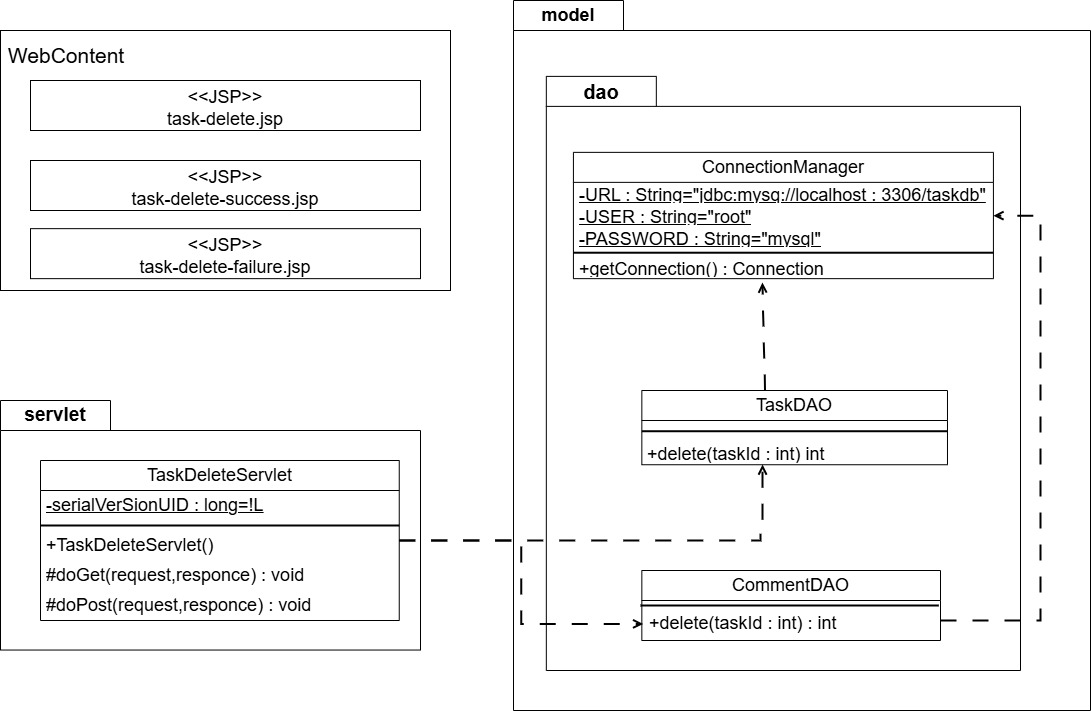 WebContent
<<JSP>>
task-delete.jsp
<<JSP>>
task-delete-success.jsp
<<JSP>>
task-delete-failure.jsp
servlet
TaskDeleteServlet
-serialVerSionUID : long=!L
+TaskDeleteServlet()
#doGet(request,responce) : void
#doPost(request,responce) : void
model
dao
ConnectionManager
-URL : String="jdbc:mysq://localhost : 3306/taskdb"
-USER : String="root"
-PASSWORD : String="mysql"
+getConnection() : Connection
TaskDAO
+delete(taskId : int) int
CommentDAO
+delete(taskId : int) : int